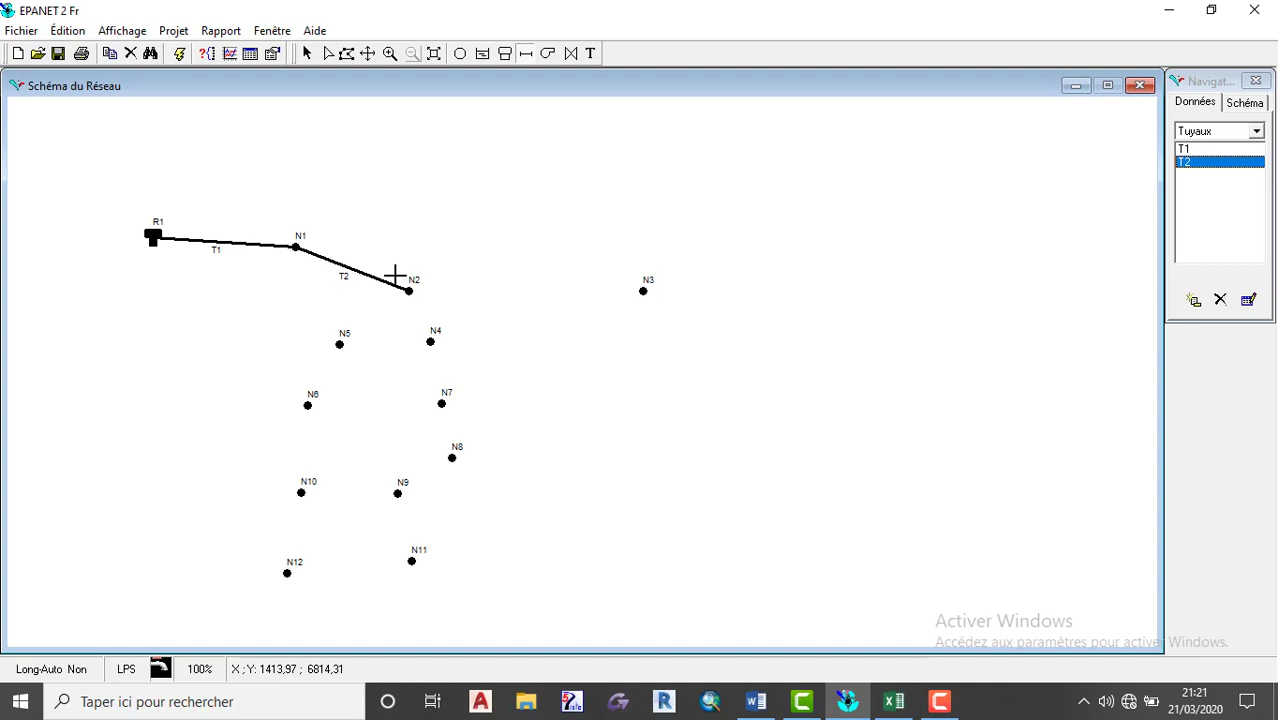 EPANET 2 Fr
Fichier Édition Affichage Projet Rapport Fenêtre Aide
Schéma du Réseau
Navigat...
Données Schéma
Tuyaux
T1
T2
R1
N1
T1
T2
N2
N3
N5
N4
N6
N7
N8
N10
N9
N12
N11
Activer Windows
Accédez aux paramètres pour activer Windows.
Long-Auto Non LPS 100% X ;Y: 1413,97 ; 6814,31
Taper ici pour rechercher
21:21
21/03/2020